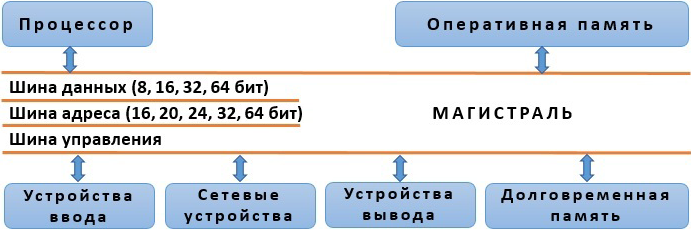 Процессор
Оперативная память
Шина данных (8, 16, 32, 64 бит)
Шина адреса (16, 20, 24, 32, 64 бит)
МАГИСТРАЛЬ
Шина управления
Устройства
ввода
Сетевые
устройства
Устройства
вывода
Долговременная
память